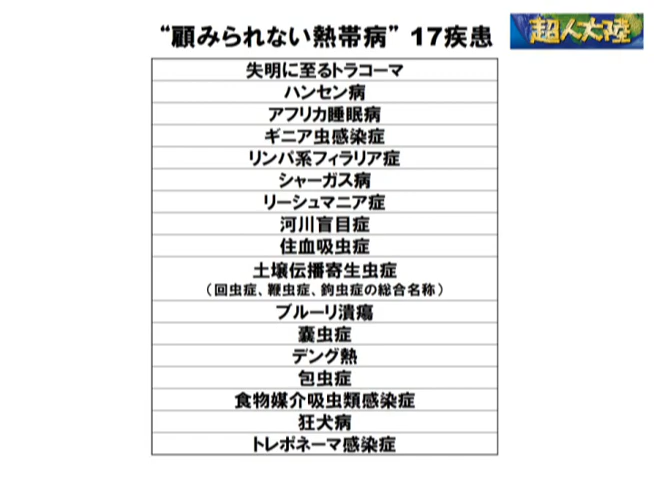 “顧みられない熱帯病” 17疾患
超人大陸
失明に至るトラコーマ
ハンセン病
アフリカ睡眠病
ギニア虫感染症
リンパ系フィラリア症
シャーガス病
リーシュマニア症
河川盲目症
住血吸虫症
土壌伝播寄生虫症
（回虫症、鞭虫症、鉤虫症の総合名称）
ブルーリ潰瘍
嚢虫症
デング熱
包虫症
食物媒介吸虫類感染症
狂犬病
トレポネーマ感染症